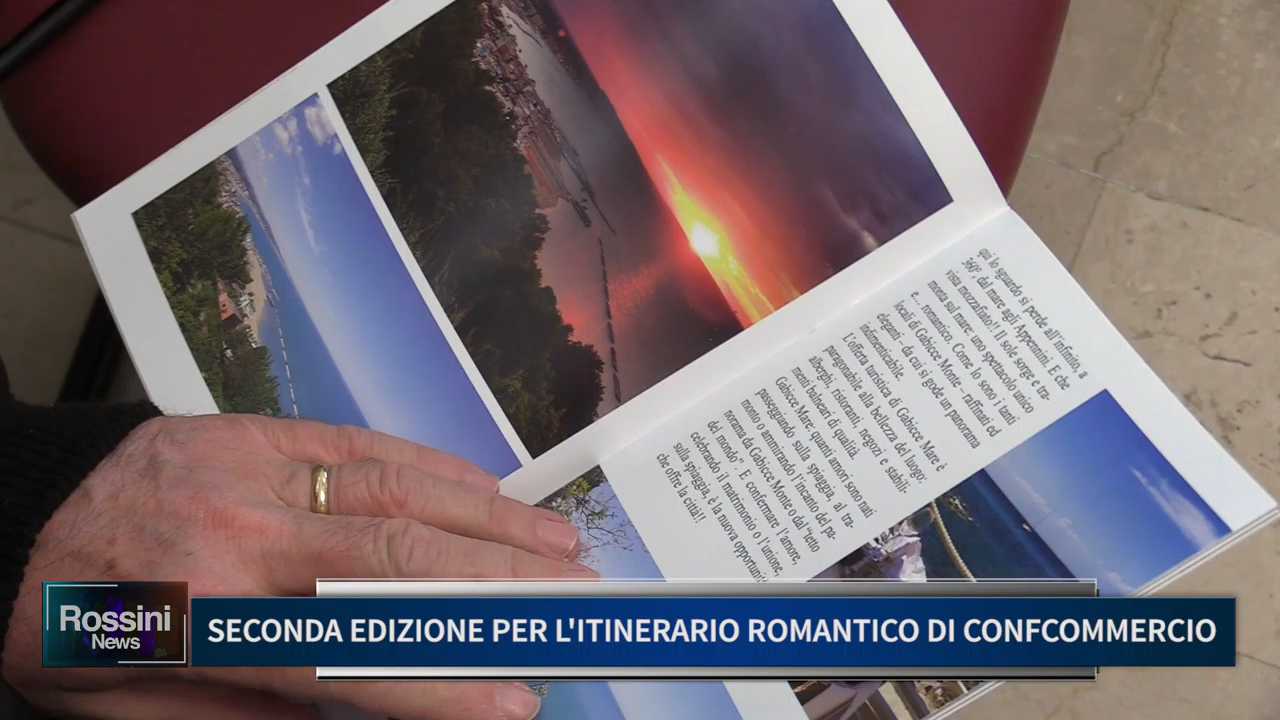 qui lo sguardo si perde all'infinito, a
360°, dal mare agli Appennini. E che
vista mozzafiato!! Il sole sorge e tra-
monta sul mare, uno spettacolo unico
e... romantico. Come lo sono i tanti
locali di Gabicce Monte - raffinati ed
eleganti - da cui si gode un panorama
indimenticabile.
L'offerta turistica di Gabicce Mare è
paragonabile alla bellezza del luogo:
alberghi, ristoranti, negozi e stabili-
menti balneari di qualità.
Gabicce Mare: quanti amori sono nati
passeggiando sulla spiaggia, al tra-
monto o ammirando l'incanto del pa-
norama da Gabicce Monte o dal "tetto
del mondo". E confermare l'amore,
celebrando il matrimonio o l'unione,
sulla spiaggia, è la nuova opportunit
che offre la città!!
Rossini
News
SECONDA EDIZIONE PER L'ITINERARIO ROMANTICO DI CONFCOMMERCIO